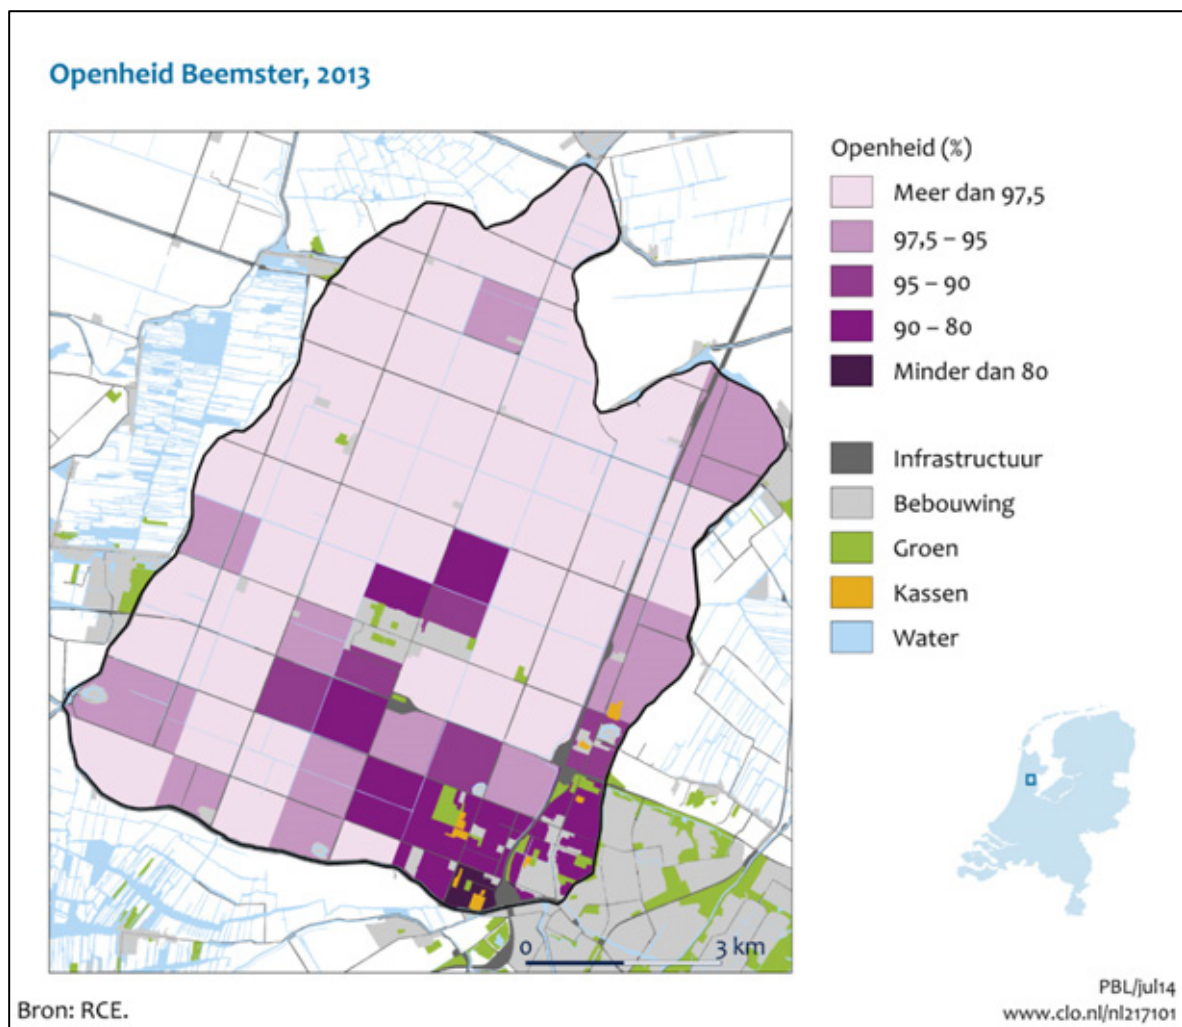 Openheid Beemster, 2013
Openheid (%)
Meer dan 97,5
97,5 – 95
95 – 90
90 – 80
Minder dan 80
Infrastructuur
Bebouwing
Groen
Kassen
Water
0 3 km
Bron: RCE.
PBL/jul14
www.clo.nl/nl217101